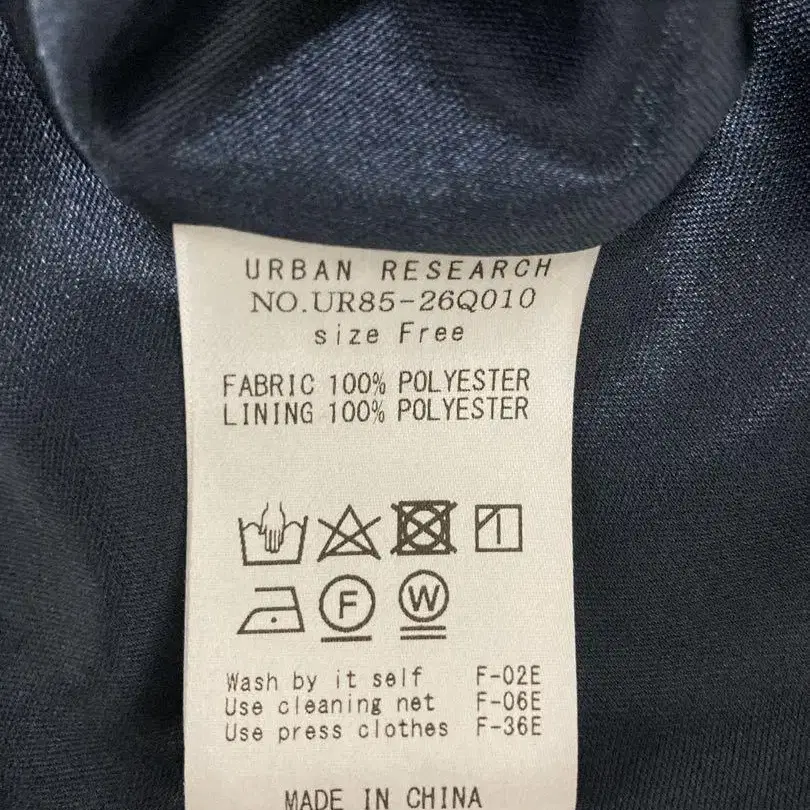 URBAN RESEARCH
NO.UR85-26Q010
size Free
FABRIC 100% POLYESTER
LINING 100% POLYESTER
F W
Wash by it self F-02E
Use cleaning net F-06E
Use press clothes F-36E
MADE IN CHINA